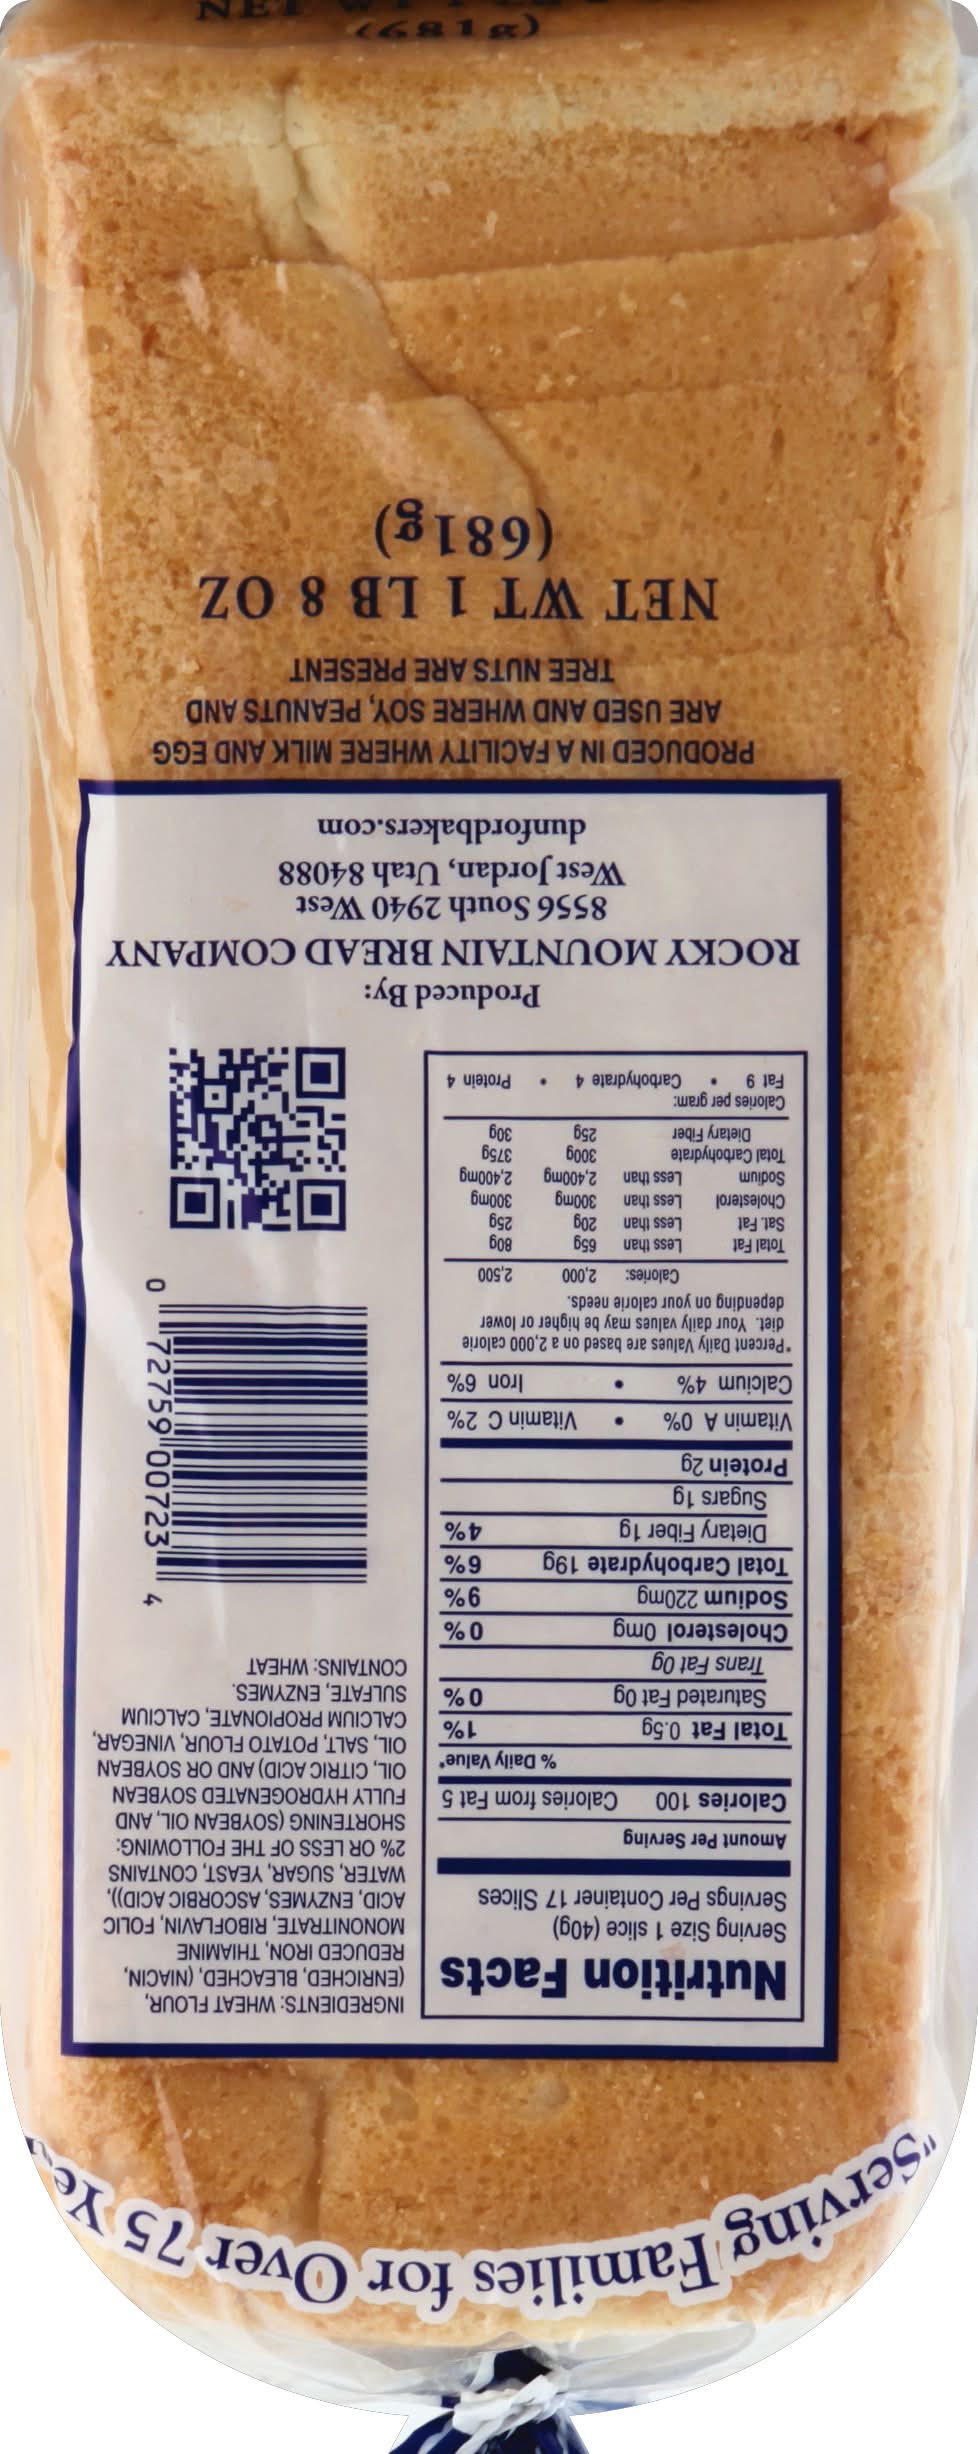 "Serving Families for Over 75
Nutrition Facts
Serving Size 1 slice (40g)
Servings Per Container 17 Slices
Amount Per Serving
Calories 100 Calories from Fat 5
% Daily Value*
Total Fat 0.5g 1%
Saturated Fat 0g 0%
Trans Fat 0g
Cholesterol 0mg 0%
Sodium 220mg 9%
Total Carbohydrate 19g 6%
Dietary Fiber 1g 4%
Sugars 1g
Protein 2g
Vitamin A 0% • Vitamin C 2%
Calcium 4% • Iron 6%
*Percent Daily Values are based on a 2,000 calorie
diet. Your daily values may be higher or lower
depending on your calorie needs.
Calories: 2,000 2,500
Total Fat Less than 65g 80g
Sat. Fat Less than 20g 25g
Cholesterol Less than 300mg 300mg
Sodium Less than 2,400mg 2,400mg
Total Carbohydrate 300g 375g
Dietary Fiber 25g 30g
Calories per gram:
Fat 9 • Carbohydrate 4 • Protein 4
INGREDIENTS: WHEAT FLOUR,
(ENRICHED, BLEACHED, (NIACIN,
REDUCED IRON, THIAMINE
MONONITRATE, RIBOFLAVIN, FOLIC
ACID, ENZYMES, ASCORBIC ACID)),
WATER, SUGAR, YEAST, CONTAINS
2% OR LESS OF THE FOLLOWING:
SHORTENING (SOYBEAN OIL, AND
FULLY HYDROGENATED SOYBEAN
OIL, CITRIC ACID) AND OR SOYBEAN
OIL, SALT, POTATO FLOUR, VINEGAR,
CALCIUM PROPIONATE, CALCIUM
SULFATE, ENZYMES.
CONTAINS: WHEAT
0 72759 00723 4
Produced By:
ROCKY MOUNTAIN BREAD COMPANY
8556 South 2940 West
West Jordan, Utah 84088
dunfordbakers.com
PRODUCED IN A FACILITY WHERE MILK AND EGG
ARE USED AND WHERE SOY, PEANUTS AND
TREE NUTS ARE PRESENT
NET WT 1 LB 8 OZ
(681g)
NET WT
(681g)